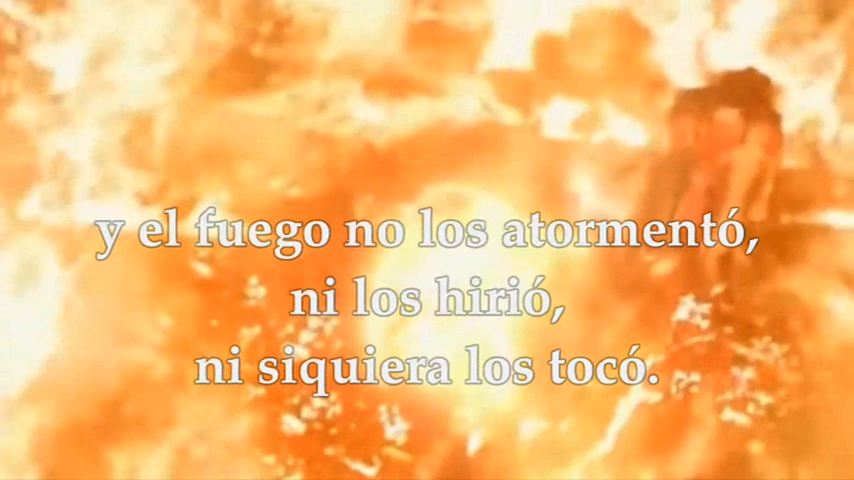 y el fuego no los atormentó,
ni los hirió,
ni siquiera los tocó.